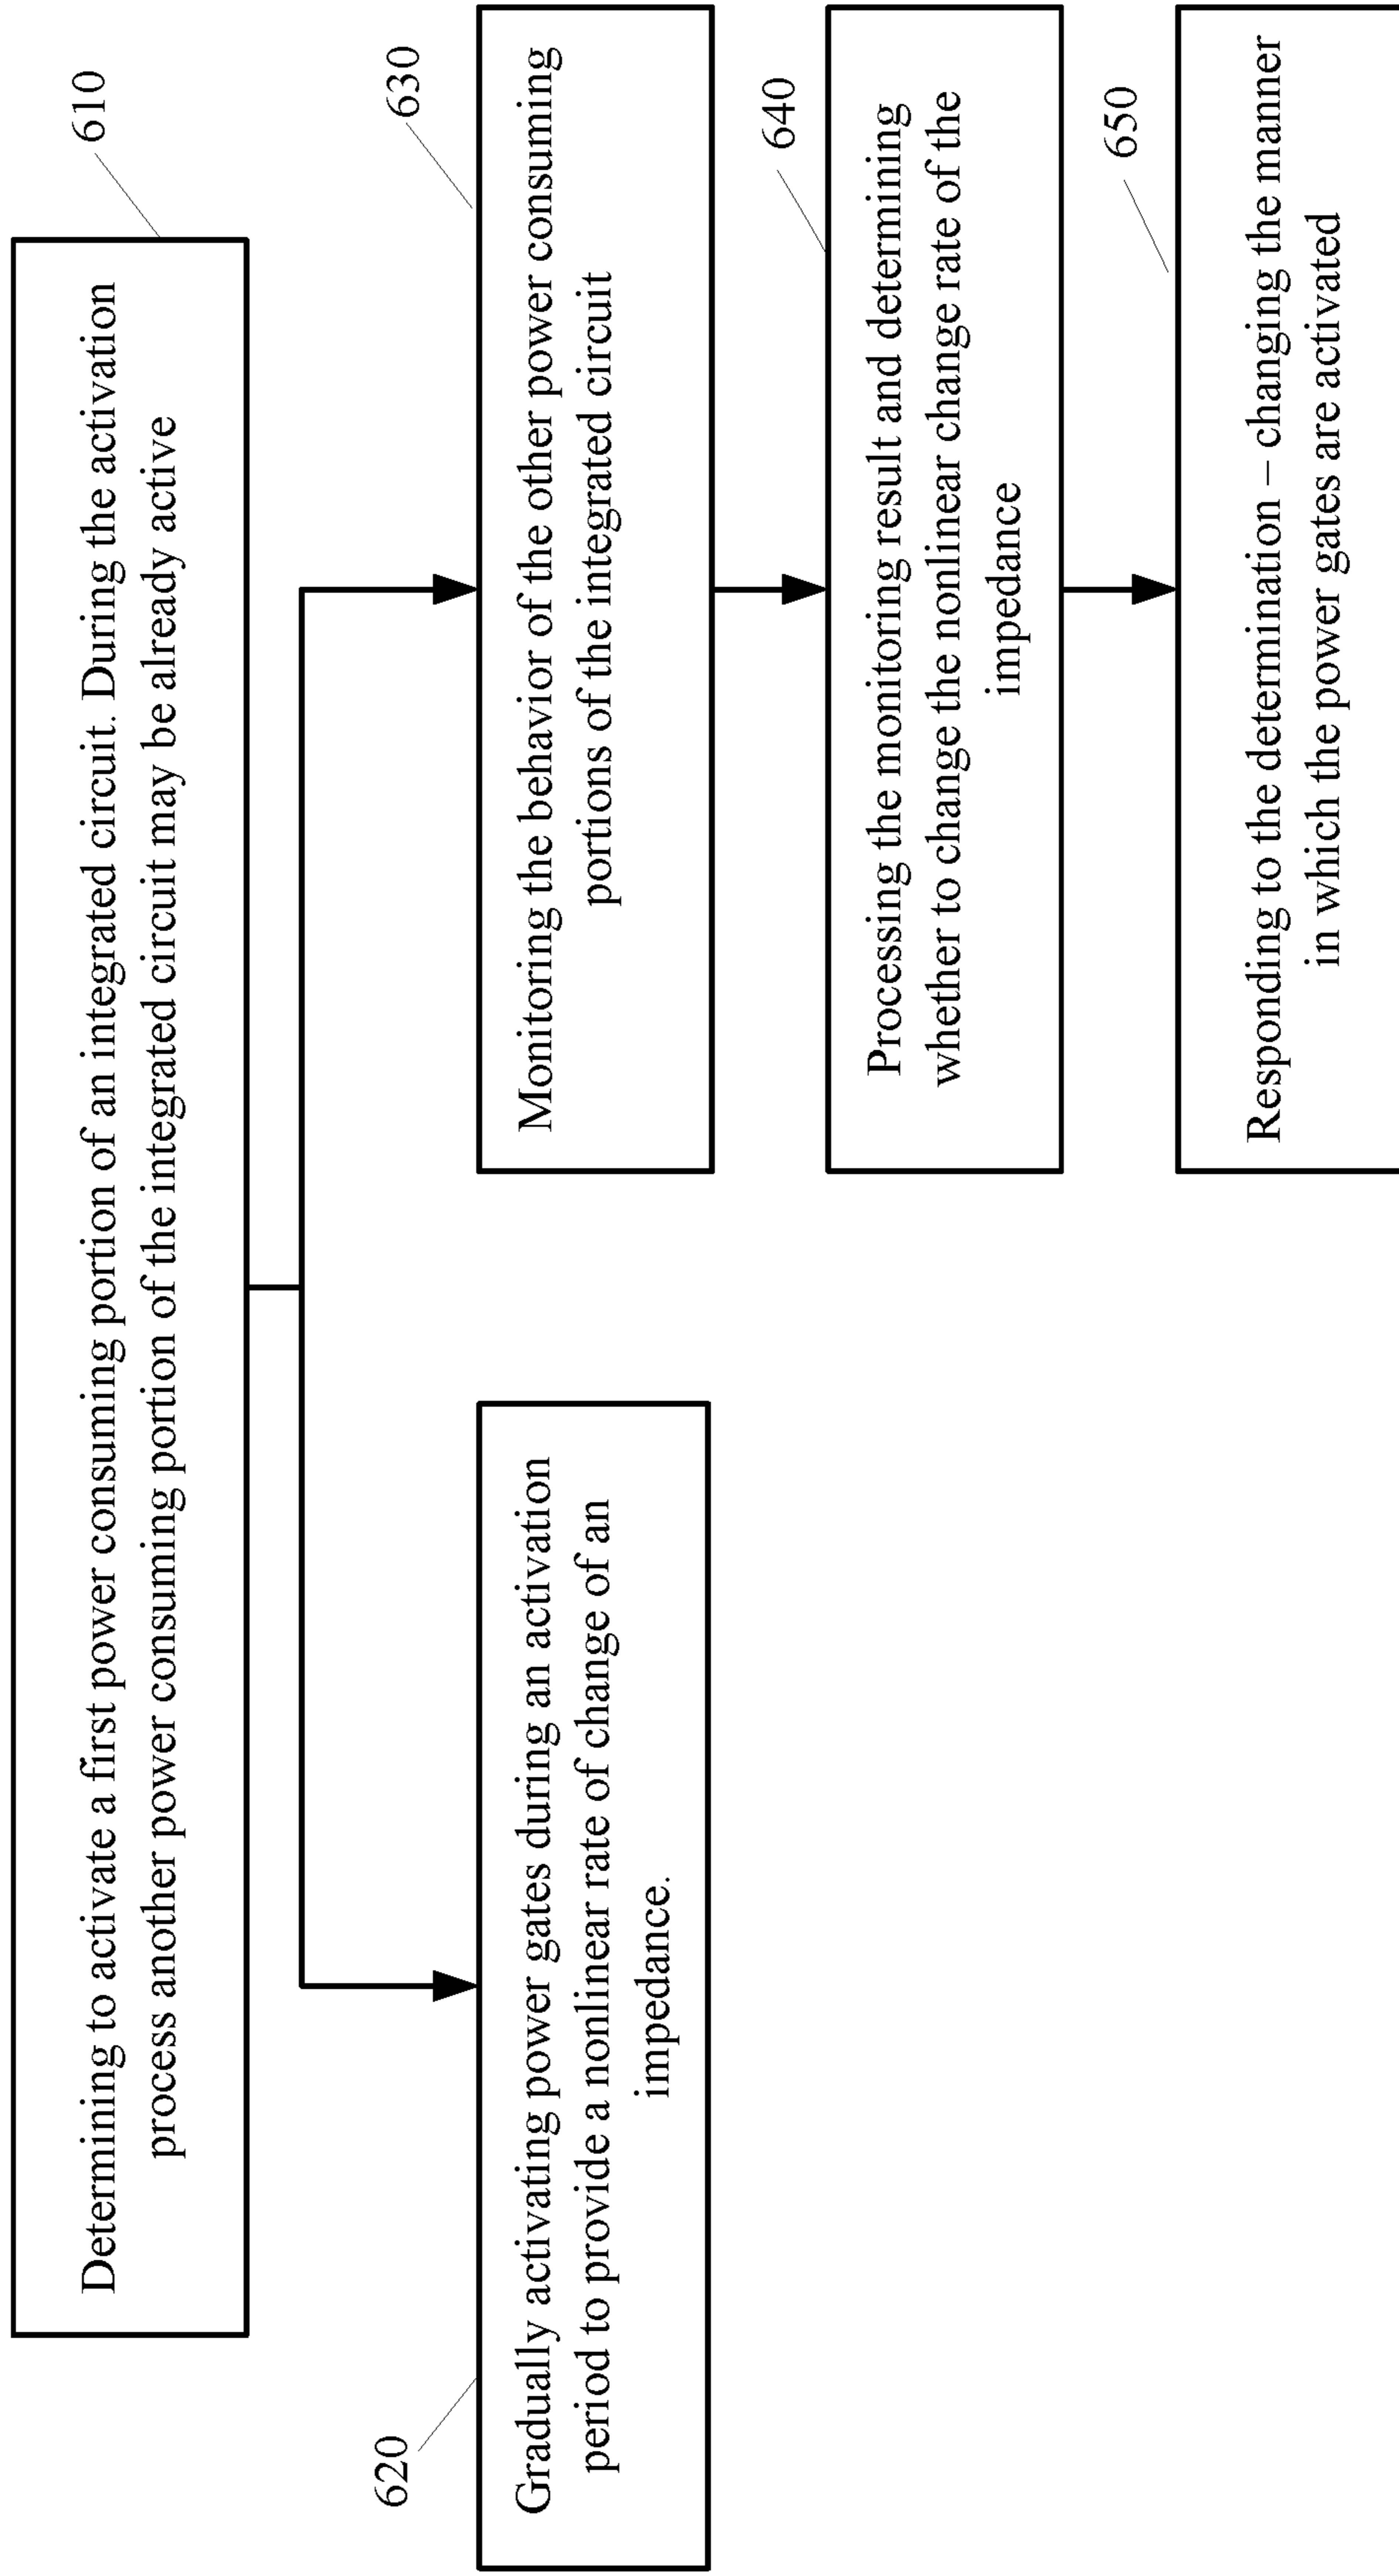 610
Determining to activate a first power consuming portion of an integrated circuit. During the activation
process another power consuming portion of the integrated circuit may be already active
620
Gradually activating power gates during an activation
period to provide a nonlinear rate of change of an
impedance.
630
Monitoring the behavior of the other power consuming
portions of the integrated circuit
640
Processing the monitoring result and determining
whether to change the nonlinear change rate of the
impedance
650
Responding to the determination – changing the manner
in which the power gates are activated